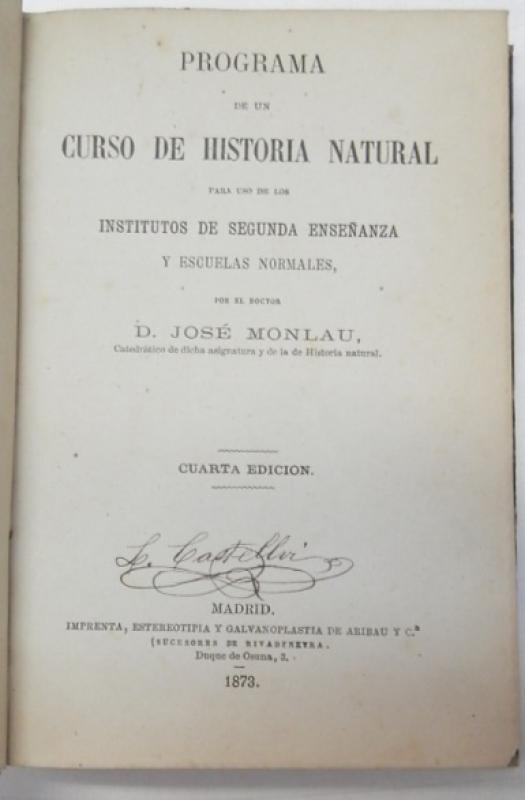 PROGRAMA
DE UN
CURSO DE HISTORIA NATURAL
PARA USO DE LOS
INSTITUTOS DE SEGUNDA ENSEÑANZA
Y ESCUELAS NORMALES,
POR EL DOCTOR
D. JOSÉ MONLAU,
Catedrático de dicha asignatura y de la de Historia natural.
CUARTA EDICION.
L. Castellvi
MADRID.
IMPRENTA, ESTEREOTIPIA Y GALVANOPLASTIA DE ARIBAU Y C.ª
(SUCESORES DE RIVADENEYRA.
Duque de Osuna, 3.
1873.